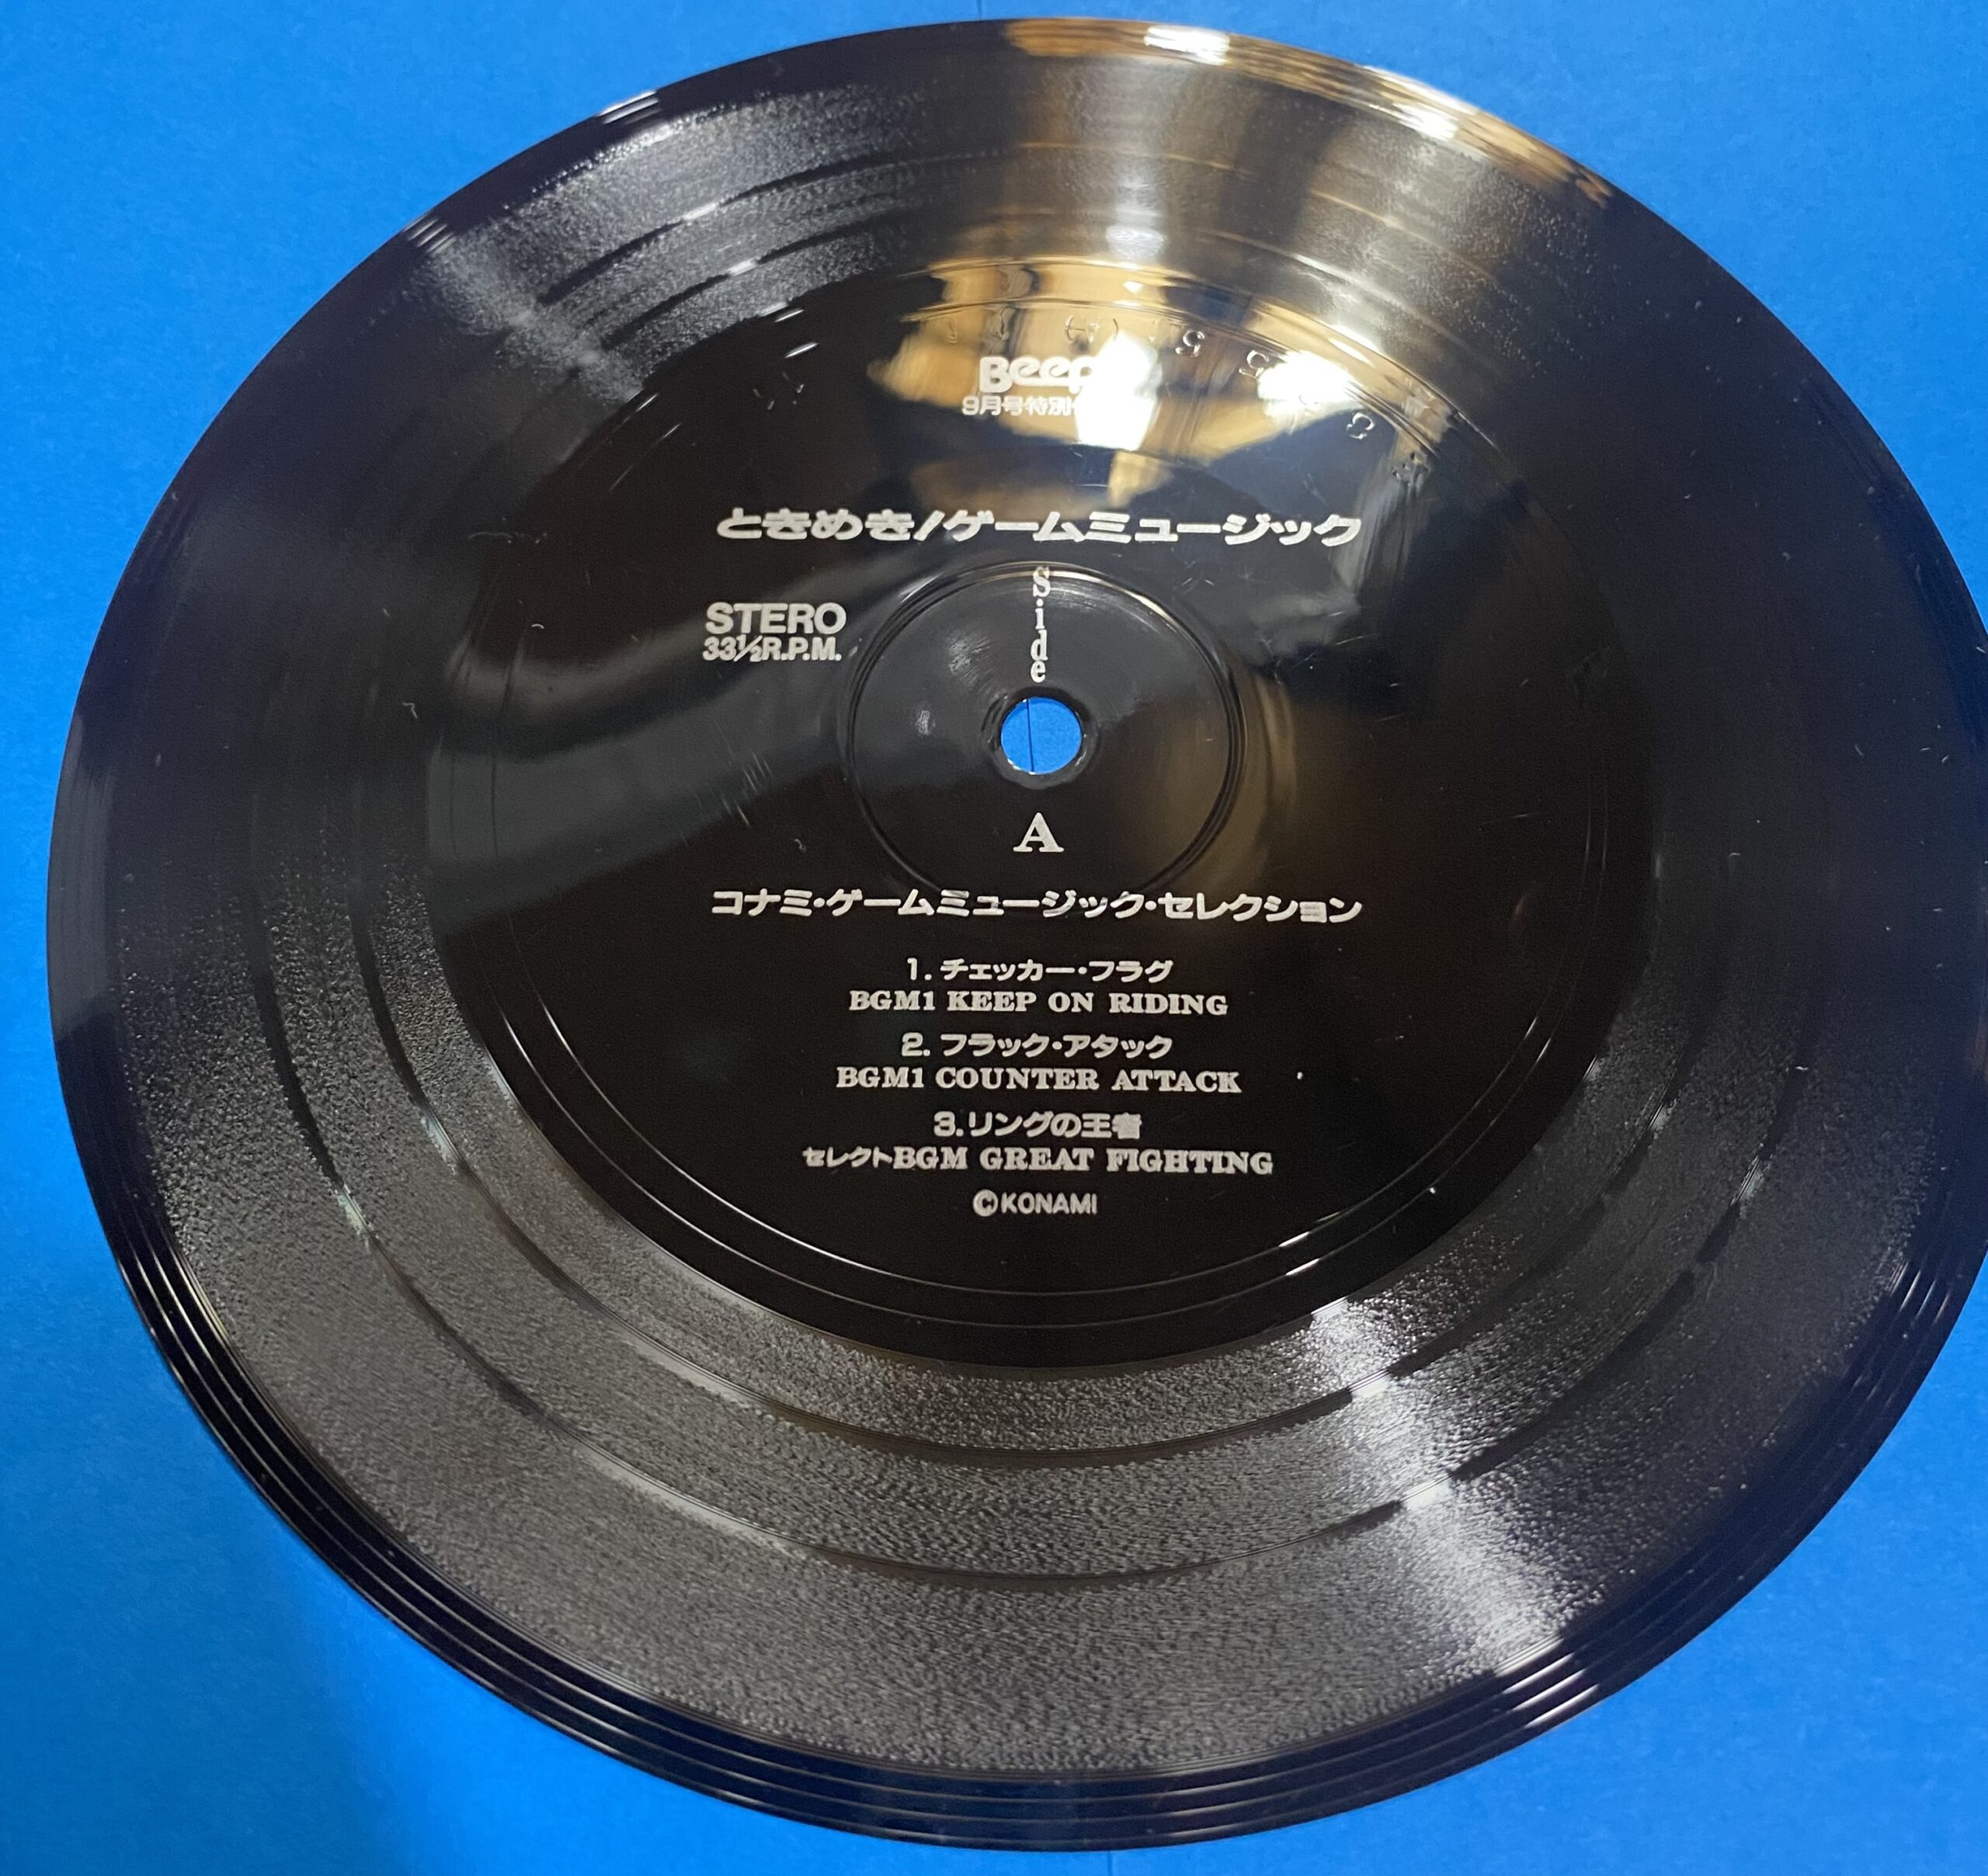 Beep
9月号特別
ときめき!ゲームミュージック
Side
STERO
33½R.P.M.
A
コナミ・ゲームミュージック・セレクション
1. チェッカー・フラグ
BGM1 KEEP ON RIDING
2. フラック・アタック
BGM1 COUNTER ATTACK
3.リングの王者
セレクトBGM GREAT FIGHTING
©KONAMI